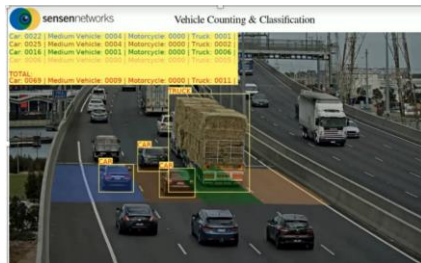 sensennetworks
Vehicle Counting & Classification
Car: 0022 | Medium Vehicle: 0004 | Motorcycle: 0000 | Truck: 0001 |
Car: 0025 | Medium Vehicle: 0004 | Motorcycle: 0000 | Truck: 0002 |
Car: 0016 | Medium Vehicle: 0001 | Motorcycle: 0000 | Truck: 0006 |
TOTAL:
Car: 0069 | Medium Vehicle: 0009 | Motorcycle: 0000 | Truck: 0011 |
TRUCK
CAR
CAR
CAR